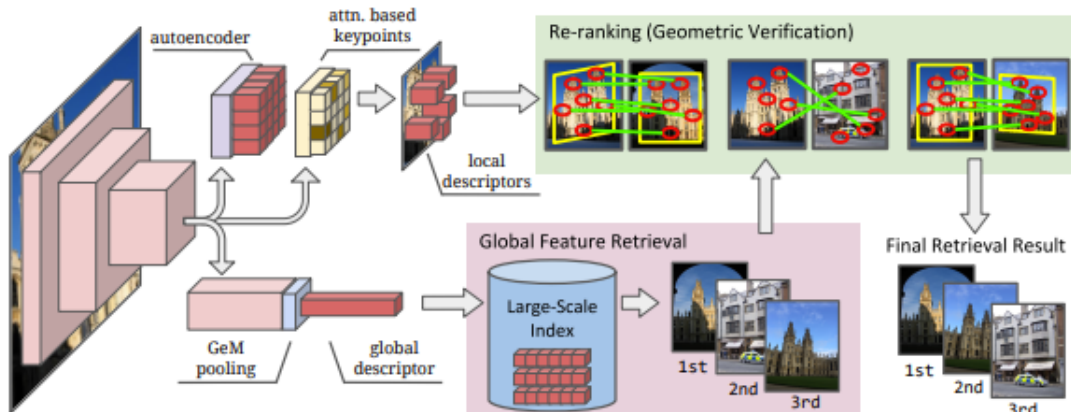 attn. based
keypoints
autoencoder
Re-ranking (Geometric Verification)
local
descriptors
Global Feature Retrieval
Large-Scale
Index
1st
2nd
3rd
GeM
pooling
global
descriptor
Final Retrieval Result
1st
2nd
3rd